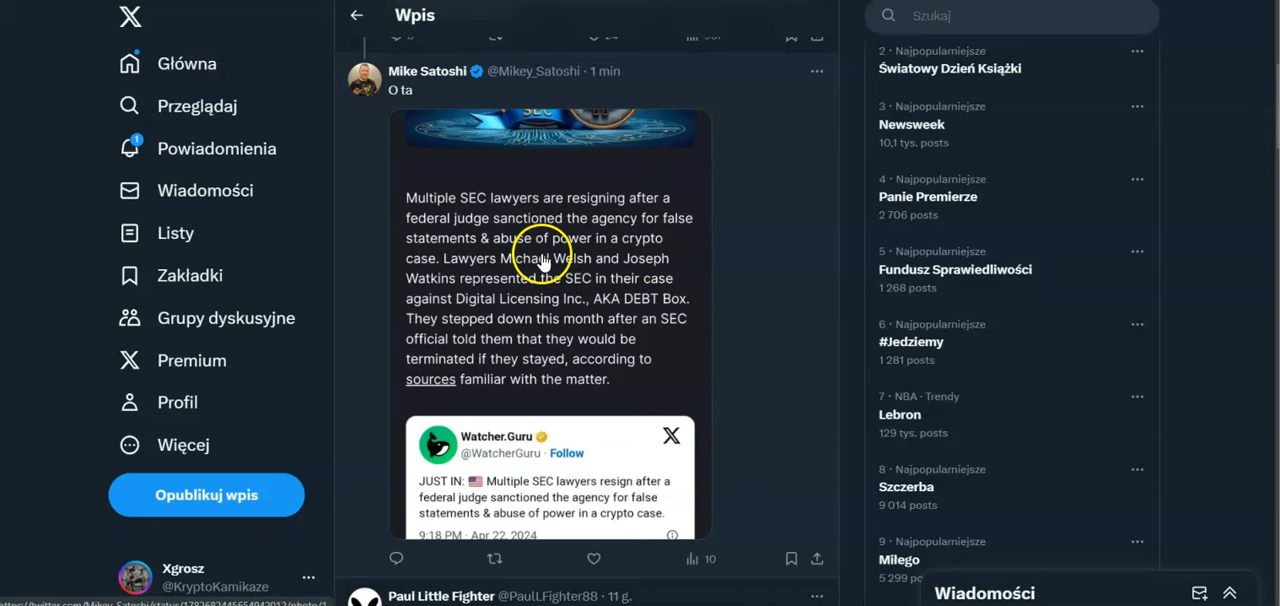 Główna
Przeglądaj
1
Powiadomienia
Wiadomości
Listy
Zakładki
Grupy dyskusyjne
Premium
Profil
Więcej
Opublikuj wpis
Xgrosz
@KryptoKamikaze
Wpis
Mike Satoshi @Mikey_Satoshi · 1 min
O ta
SEC
Multiple SEC lawyers are resigning after a
federal judge sanctioned the agency for false
statements & abuse of power in a crypto
case. Lawyers Michael Welsh and Joseph
Watkins represented the SEC in their case
against Digital Licensing Inc., AKA DEBT Box.
They stepped down this month after an SEC
official told them that they would be
terminated if they stayed, according to
sources familiar with the matter.
Watcher.Guru
@WatcherGuru · Follow
JUST IN: 🇺🇸 Multiple SEC lawyers resign after a
federal judge sanctioned the agency for false
statements & abuse of power in a crypto case.
9:18 PM · Apr 22, 2024
10
Paul Little Fighter @PaulLFighter88 · 11 g.
Szukaj
2 · Najpopularniejsze
Światowy Dzień Książki
3 · Najpopularniejsze
Newsweek
10,1 tys. posts
4 · Najpopularniejsze
Panie Premierze
2 706 posts
5 · Najpopularniejsze
Fundusz Sprawiedliwości
1 268 posts
6 · Najpopularniejsze
#Jedziemy
1 281 posts
7 · NBA · Trendy
Lebron
129 tys. posts
8 · Najpopularniejsze
Szczerba
9 014 posts
9 · Najpopularniejsze
Milego
5 299
Wiadomości